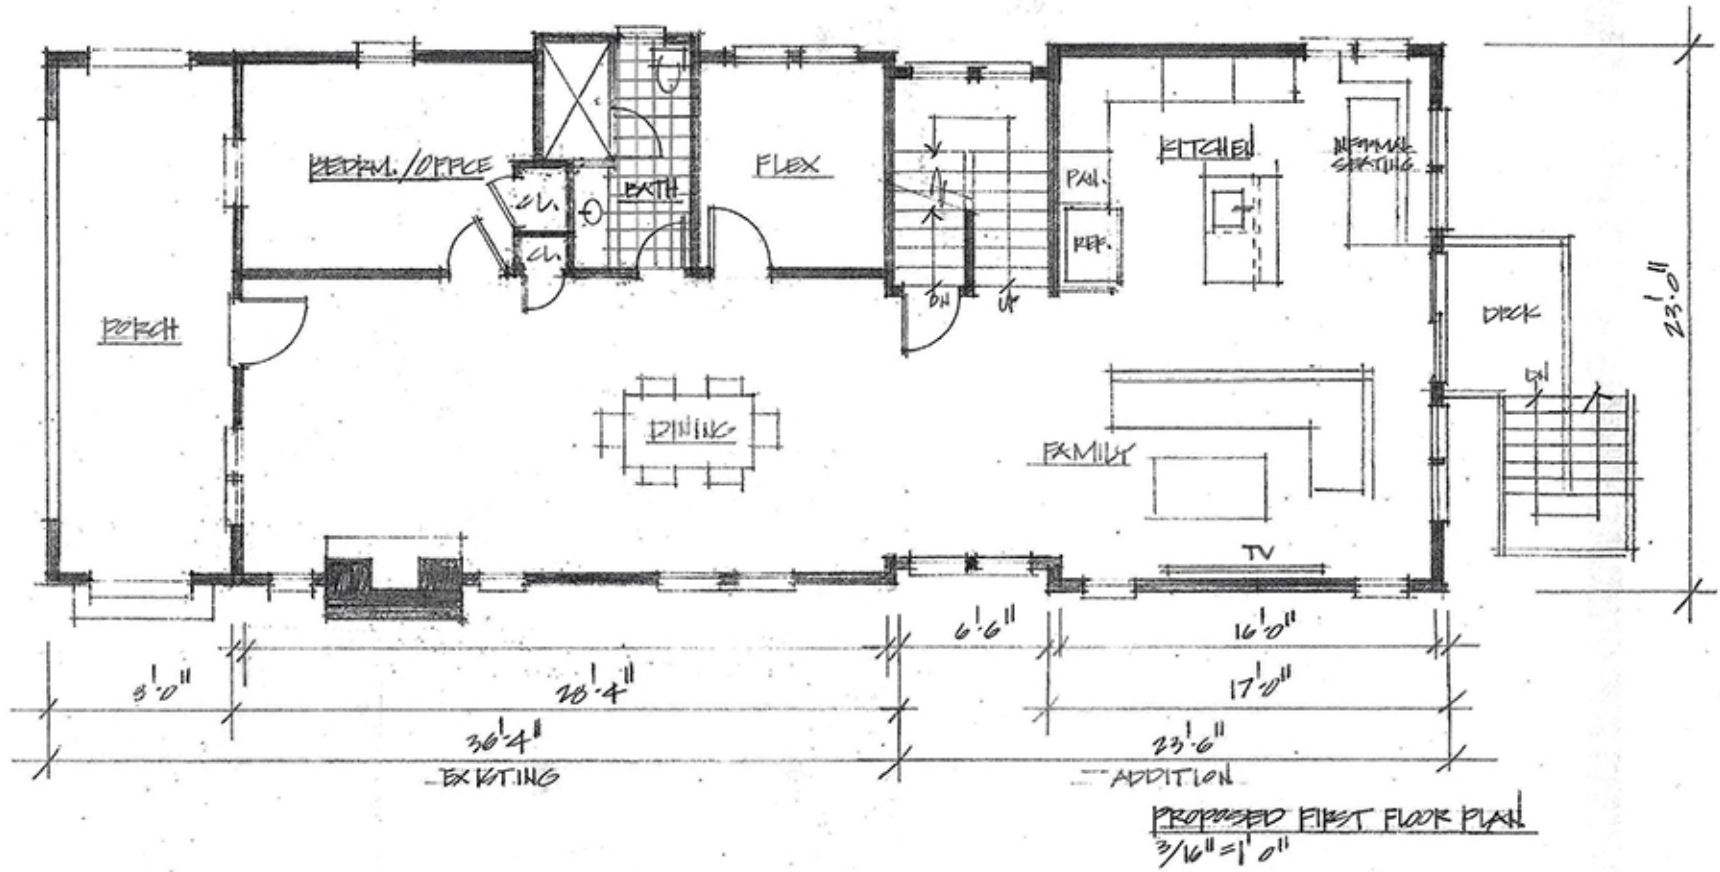 BEDRM./OFFICE
CL.
CL.
BATH
FLEX
DN
UP
PAN.
REF.
KITCHEN
INFORMAL
SEATING
PORCH
DINING
FAMILY
TV
DECK
DN
23'-0"
6'-6"
16'-0"
8'-0"
28'-4"
17'-0"
36'-4"
23'-6"
EXISTING
ADDITION
PROPOSED FIRST FLOOR PLAN
3/16" = 1'-0"